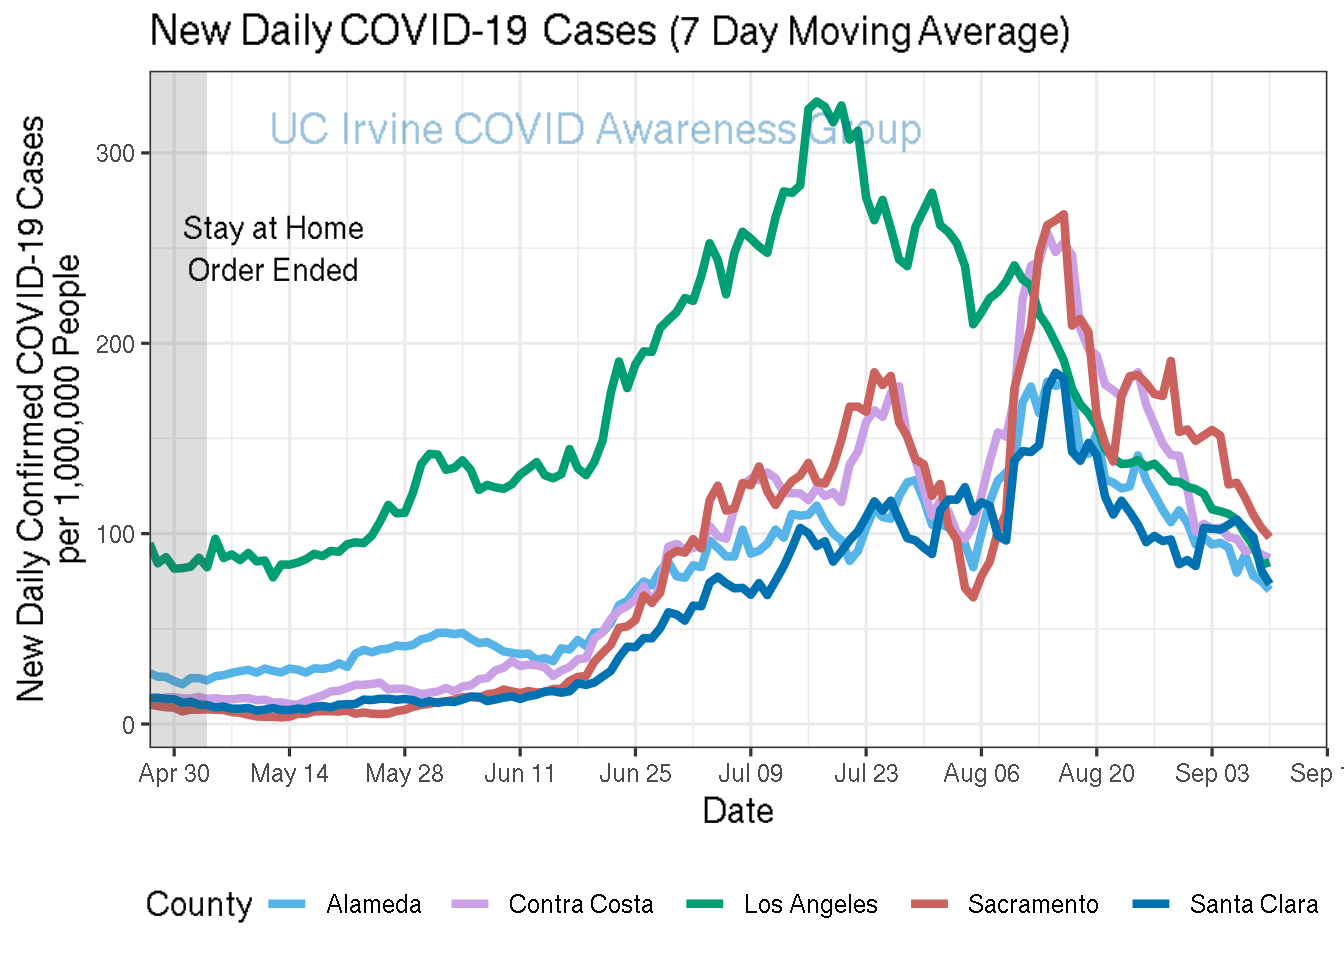 New Daily COVID-19 Cases (7 Day Moving Average)
UC Irvine COVID Awareness Group
Stay at Home
Order Ended
New Daily Confirmed COVID-19 Cases
per 1,000,000 People
300
200
100
0
Apr 30 May 14 May 28 Jun 11 Jun 25 Jul 09 Jul 23 Aug 06 Aug 20 Sep 03 Sep
Date
County Alameda Contra Costa Los Angeles Sacramento Santa Clara